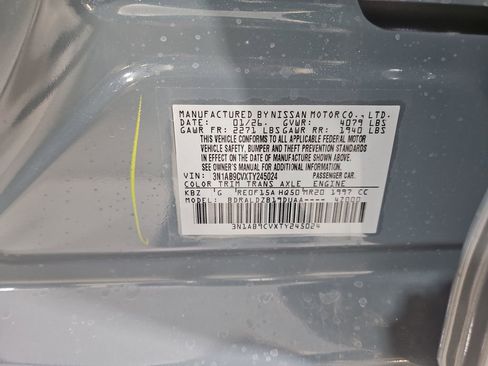 MANUFACTURED BY NISSAN MOTOR CO., LTD.
DATE: 01/26. GVWR: 4079 LBS
GAWR FR: 2271 LBS GAWR RR: 1940 LBS
THIS VEHICLE CONFORMS TO ALL APPLICABLE FEDERAL MOTOR
VEHICLE SAFETY, BUMPER AND THEFT PREVENTION STANDARDS
IN EFFECT ON THE DATE OF MANUFACTURE SHOWN ABOVE.
SEE OWNER'S MANUAL FOR ADDITIONAL INFORMATION.
VIN: 3N1AB9CVXTY245024 PASSENGER CAR.
COLOR TRIM TRANS AXLE ENGINE
KBZ G RE0F15A HQ50 MR20 1997 CC
MODEL: BDRALDZB19DUAA---- 47000
3N1AB9CVXTY245024